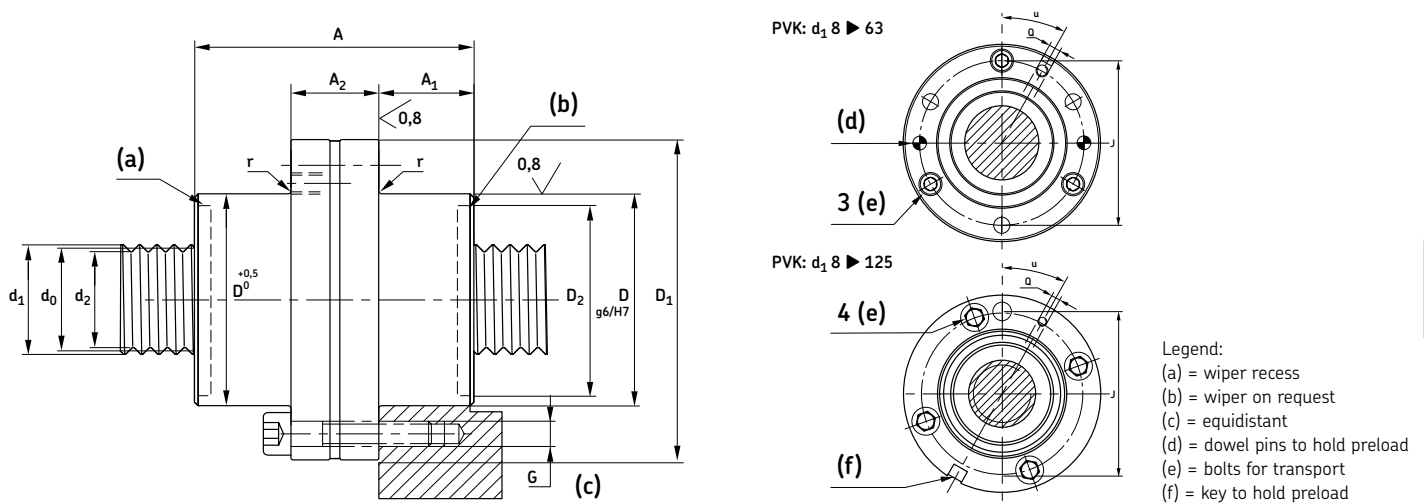 A
A₂
A₁
0,8
(b)
(a)
r
r
0,8
d₁
d₀
d₂
+0,5
D⁰
D₂
D
g6/H7
D₁
G
(c)
PVK: d₁ 8 ▶ 63
u
Q
(d)
J
3 (e)
PVK: d₁ 8 ▶ 125
u
Q
4 (e)
J
(f)
Legend:
(a) = wiper recess
(b) = wiper on request
(c) = equidistant
(d) = dowel pins to hold preload
(e) = bolts for transport
(f) = key to hold preload